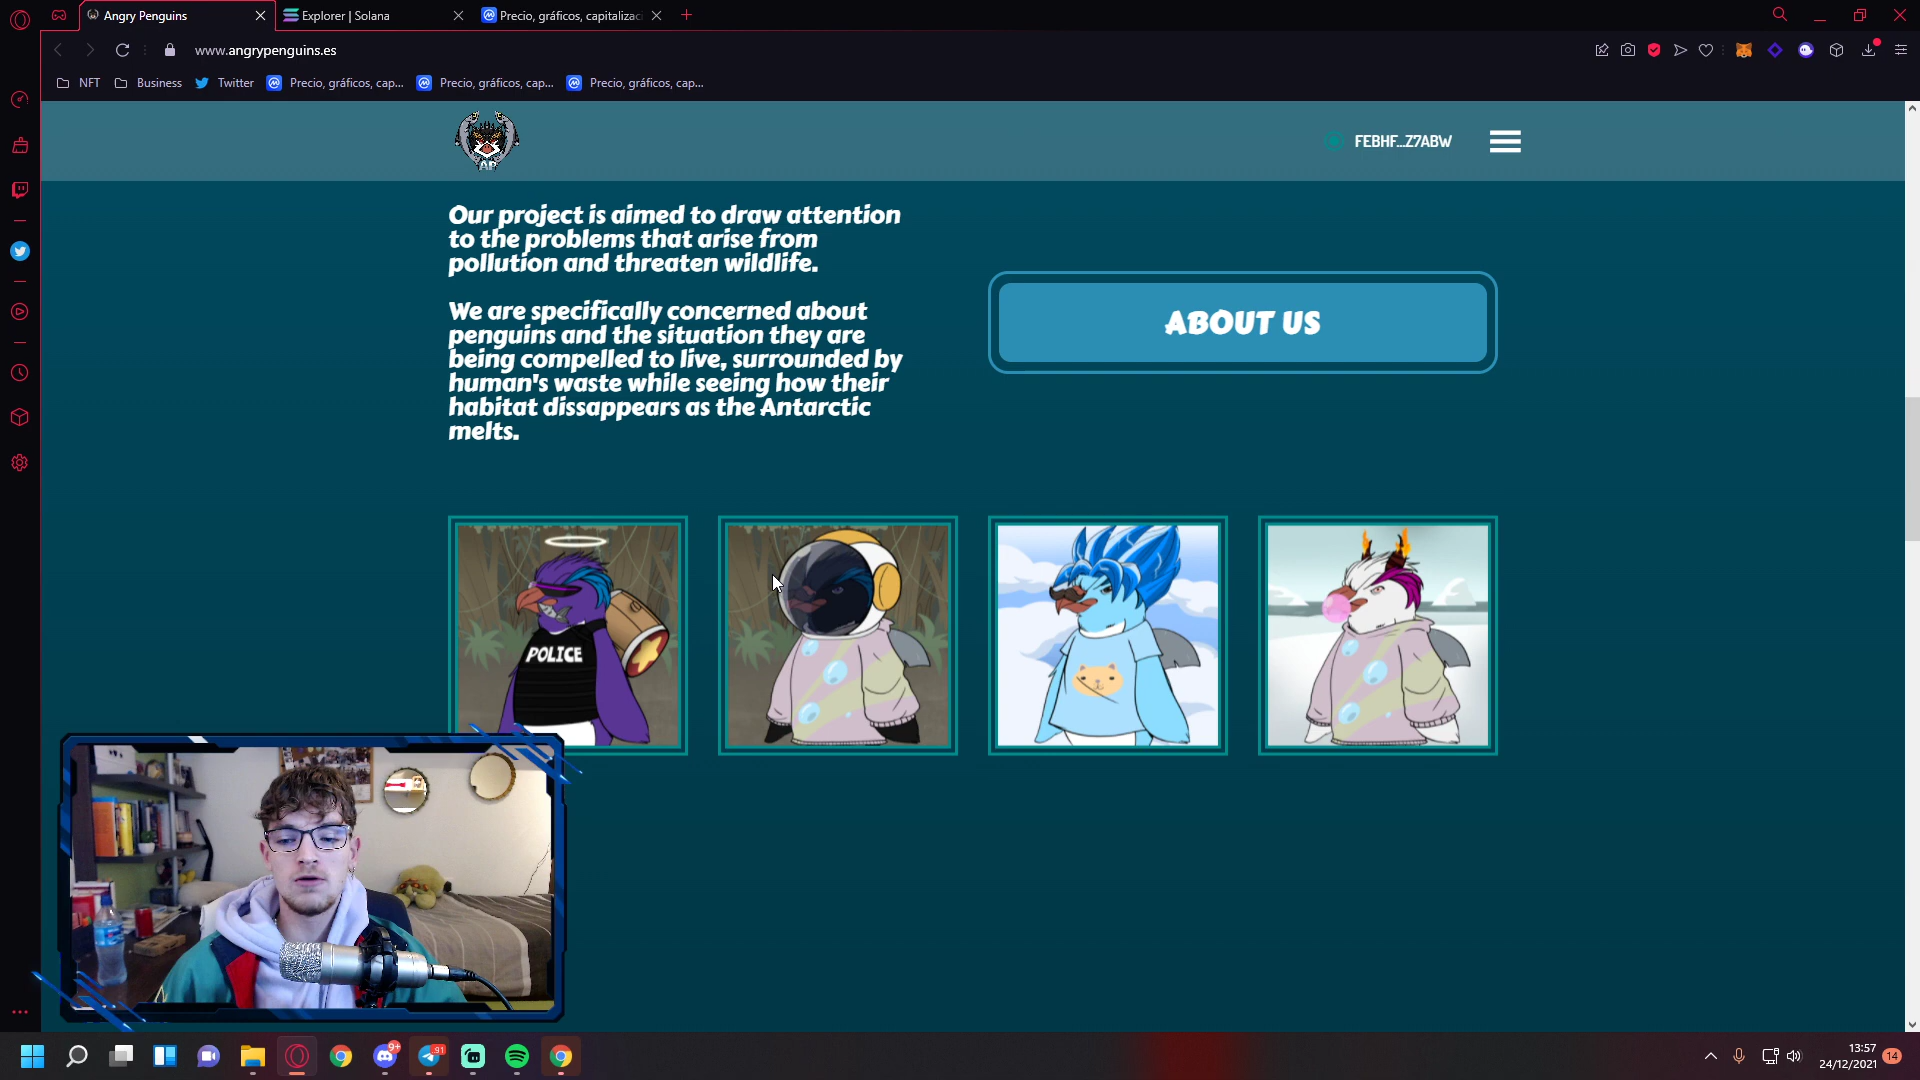 Angry Penguins
Explorer | Solana
Precio, gráficos, capitalizac
www.angrypenguins.es
NFT
Business
Twitter
Precio, gráficos, cap...
Precio, gráficos, cap...
Precio, gráficos, cap...
AP
FEBHF...Z7ABW
Our project is aimed to draw attention
to the problems that arise from
pollution and threaten wildlife.
We are specifically concerned about
penguins and the situation they are
being compelled to live, surrounded by
human's waste while seeing how their
habitat dissappears as the Antarctic
melts.
ABOUT US
POLICE
9+
91
13:57
24/12/2021
14